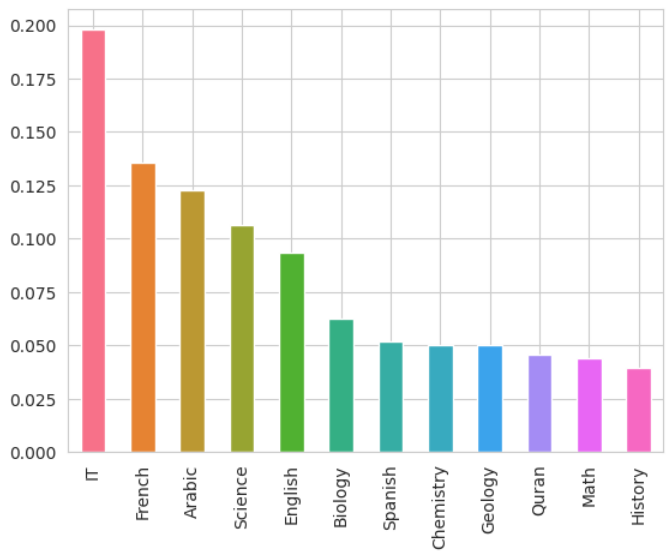 0.200
0.175
0.150
0.125
0.100
0.075
0.050
0.025
0.000
IT
French
Arabic
Science
English
Biology
Spanish
Chemistry
Geology
Quran
Math
History